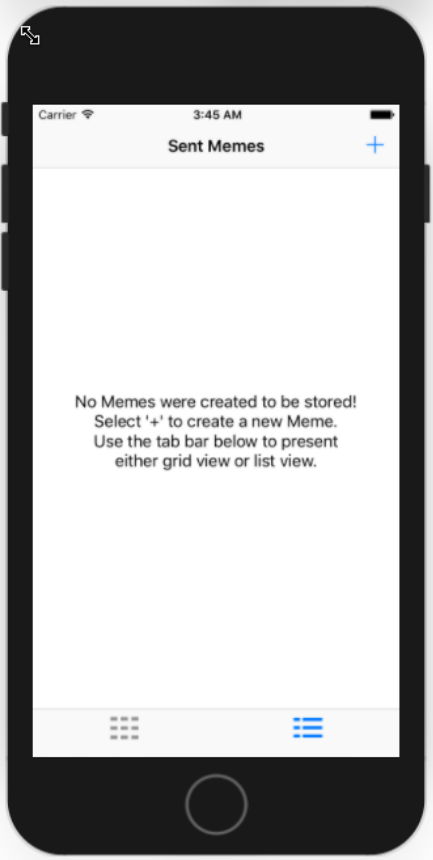 Carrier 3:45 AM
Sent Memes +
No Memes were created to be stored!
Select '+' to create a new Meme.
Use the tab bar below to present
either grid view or list view.